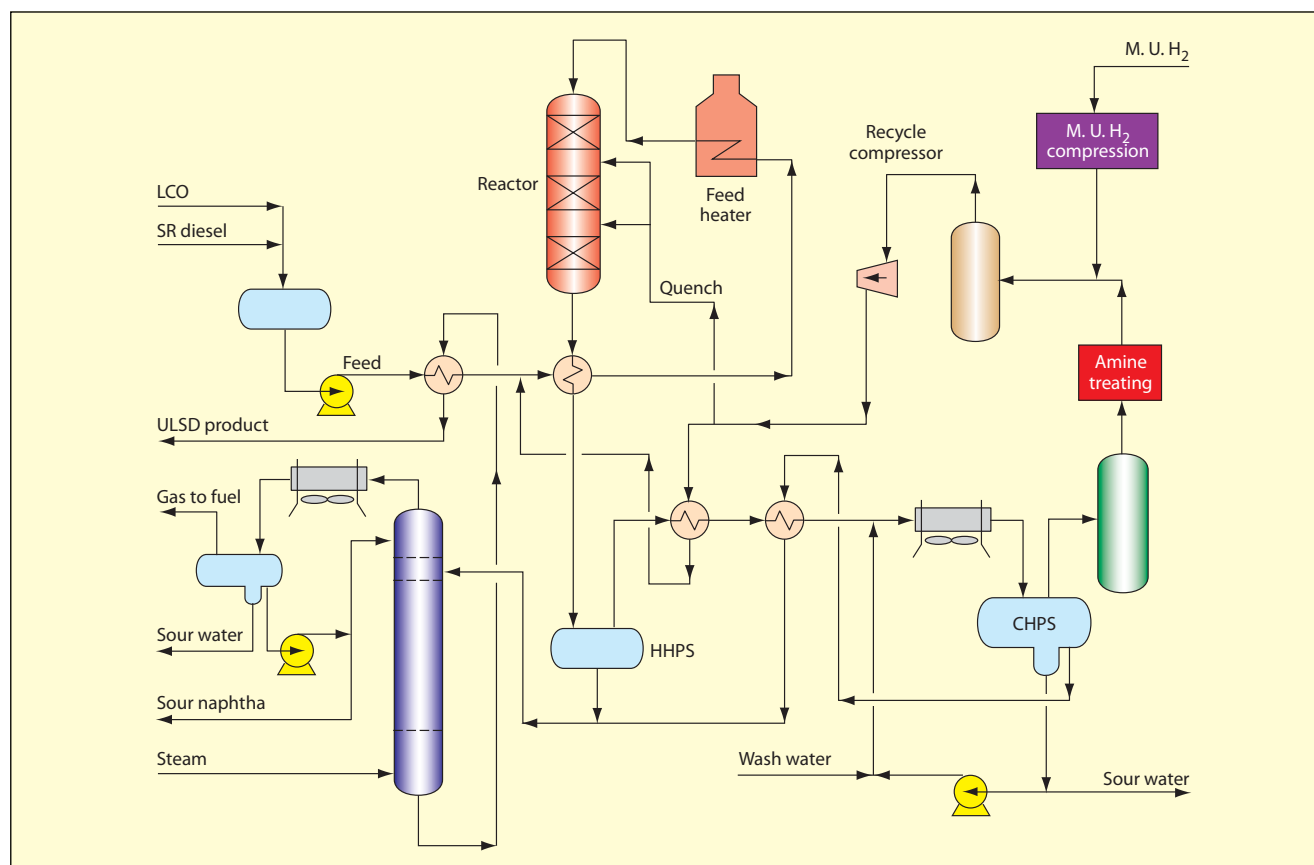 M. U. H2
M. U. H2
compression
Recycle
compressor
Reactor
Feed
heater
LCO
SR diesel
Quench
Feed
Amine
treating
ULSD product
Gas to fuel
CHPS
Sour water
HHPS
Sour naphtha
Steam
Wash water
Sour water